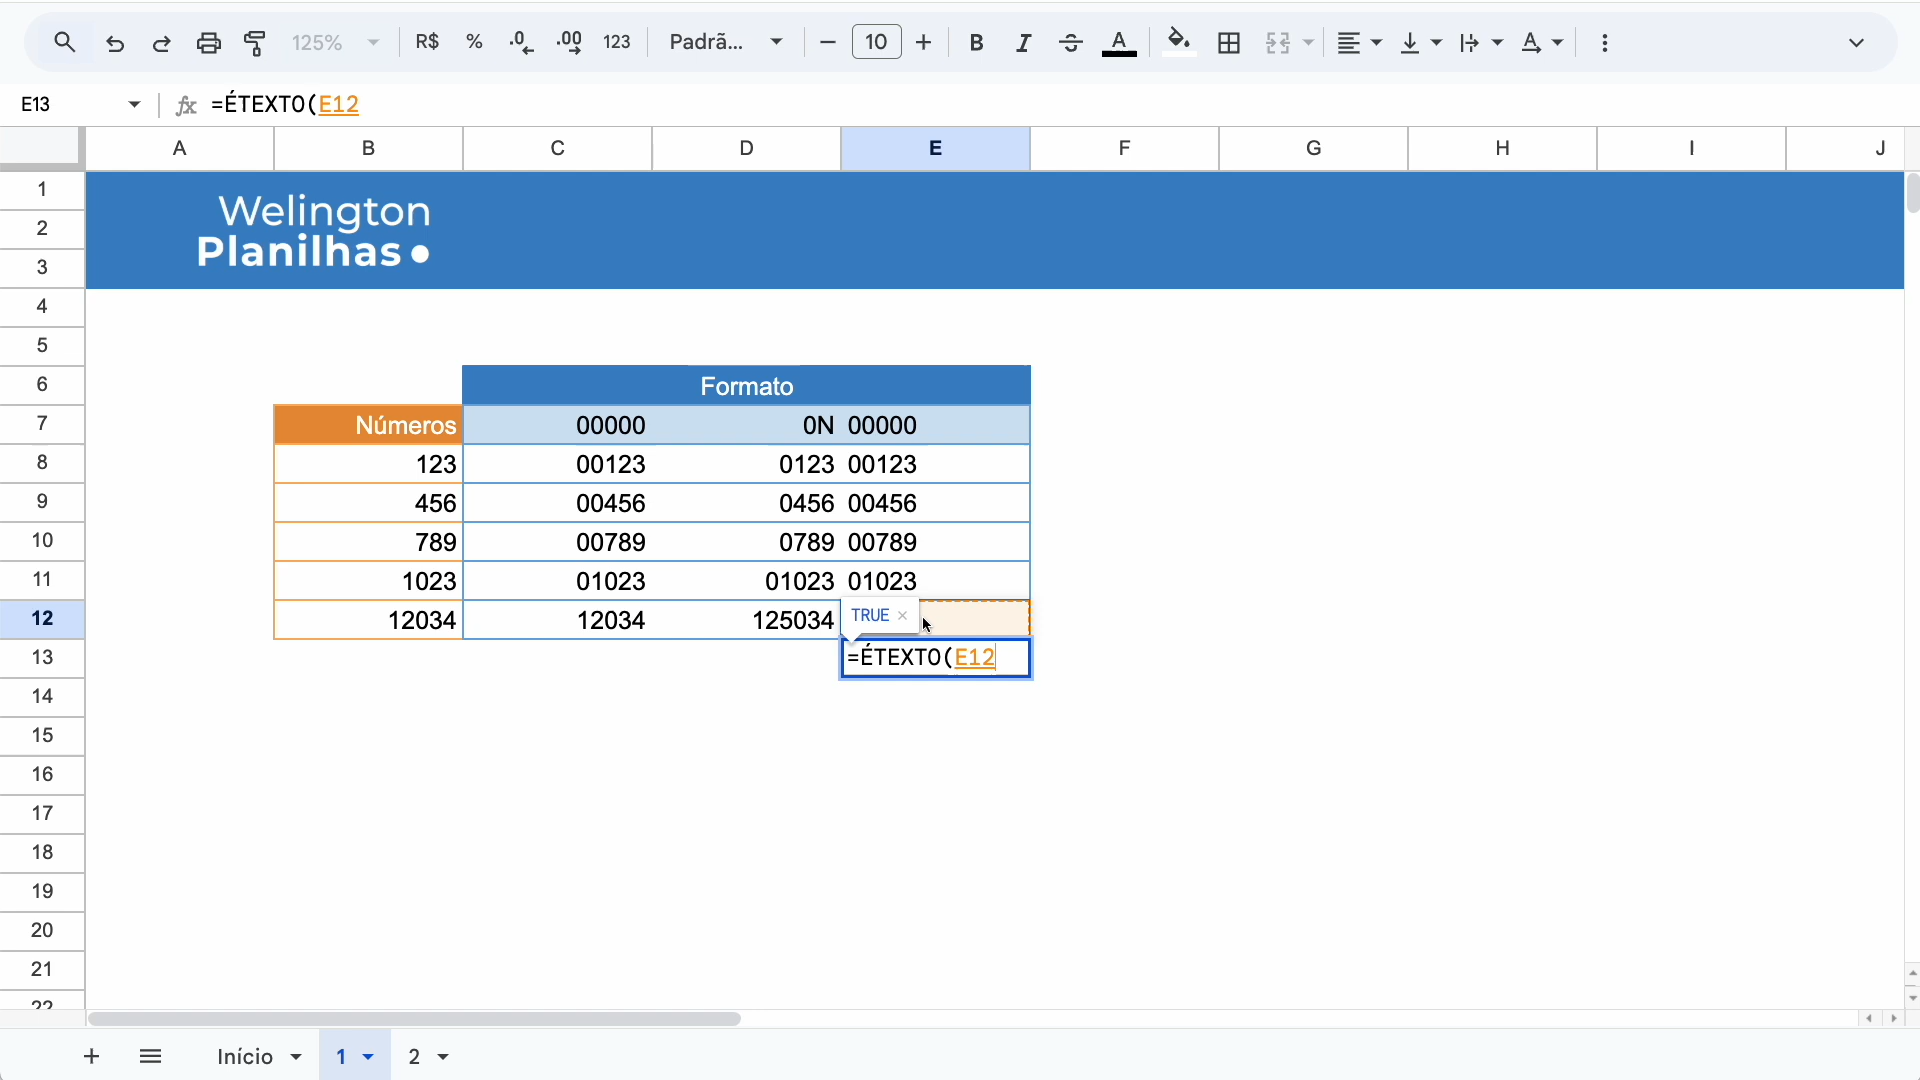 125% R$ % .0 .00 123 Padrã... 10 B I A
E13 fx =ÉTEXTO(E12
A B C D E F G H I J
1
Welington
2
Planilhas
3
4
5
6 Formato
7 Números 00000 0N 00000
8 123 00123 0123 00123
9 456 00456 0456 00456
10 789 00789 0789 00789
11 1023 01023 01023 01023
12 12034 12034 125034 TRUE ×
13 =ÉTEXTO(E12
14
15
16
17
18
19
20
21
22
+ Início 1 2